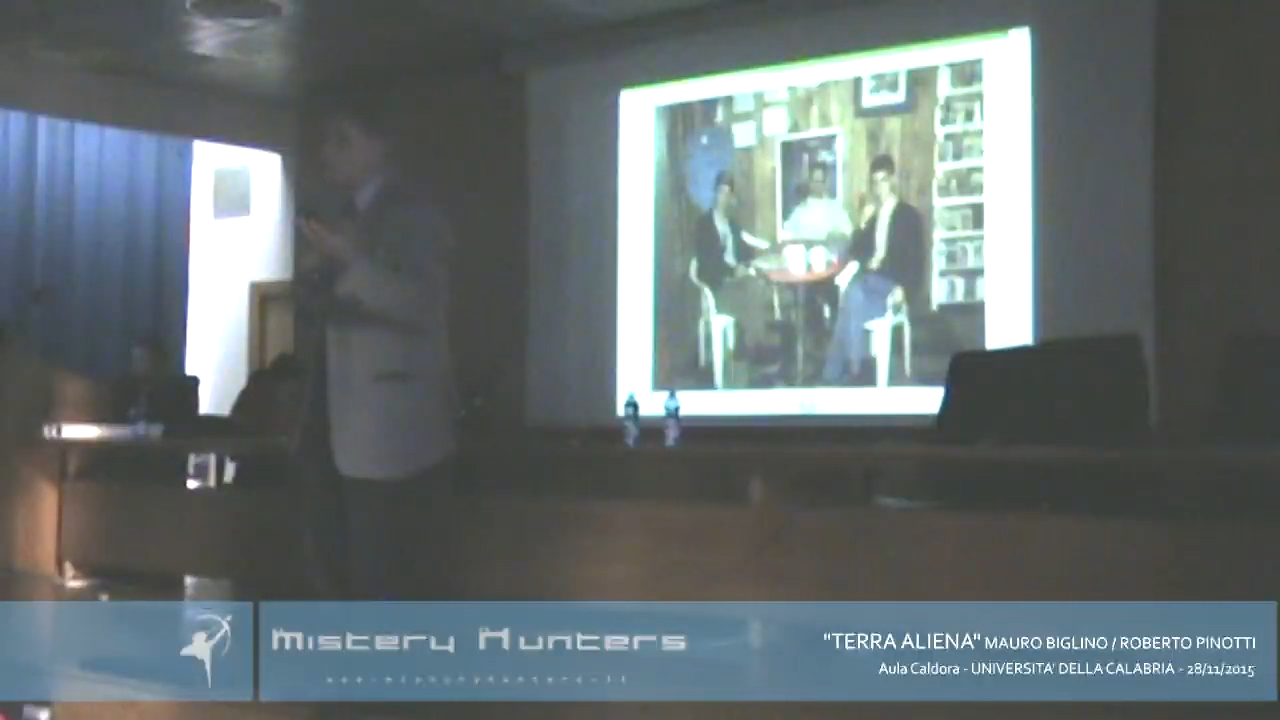 Mistery Hunters
"TERRA ALIENA" MAURO BIGLINO / ROBERTO PINOTTI
Aula Caldora - UNIVERSITA' DELLA CALABRIA - 28/11/2015